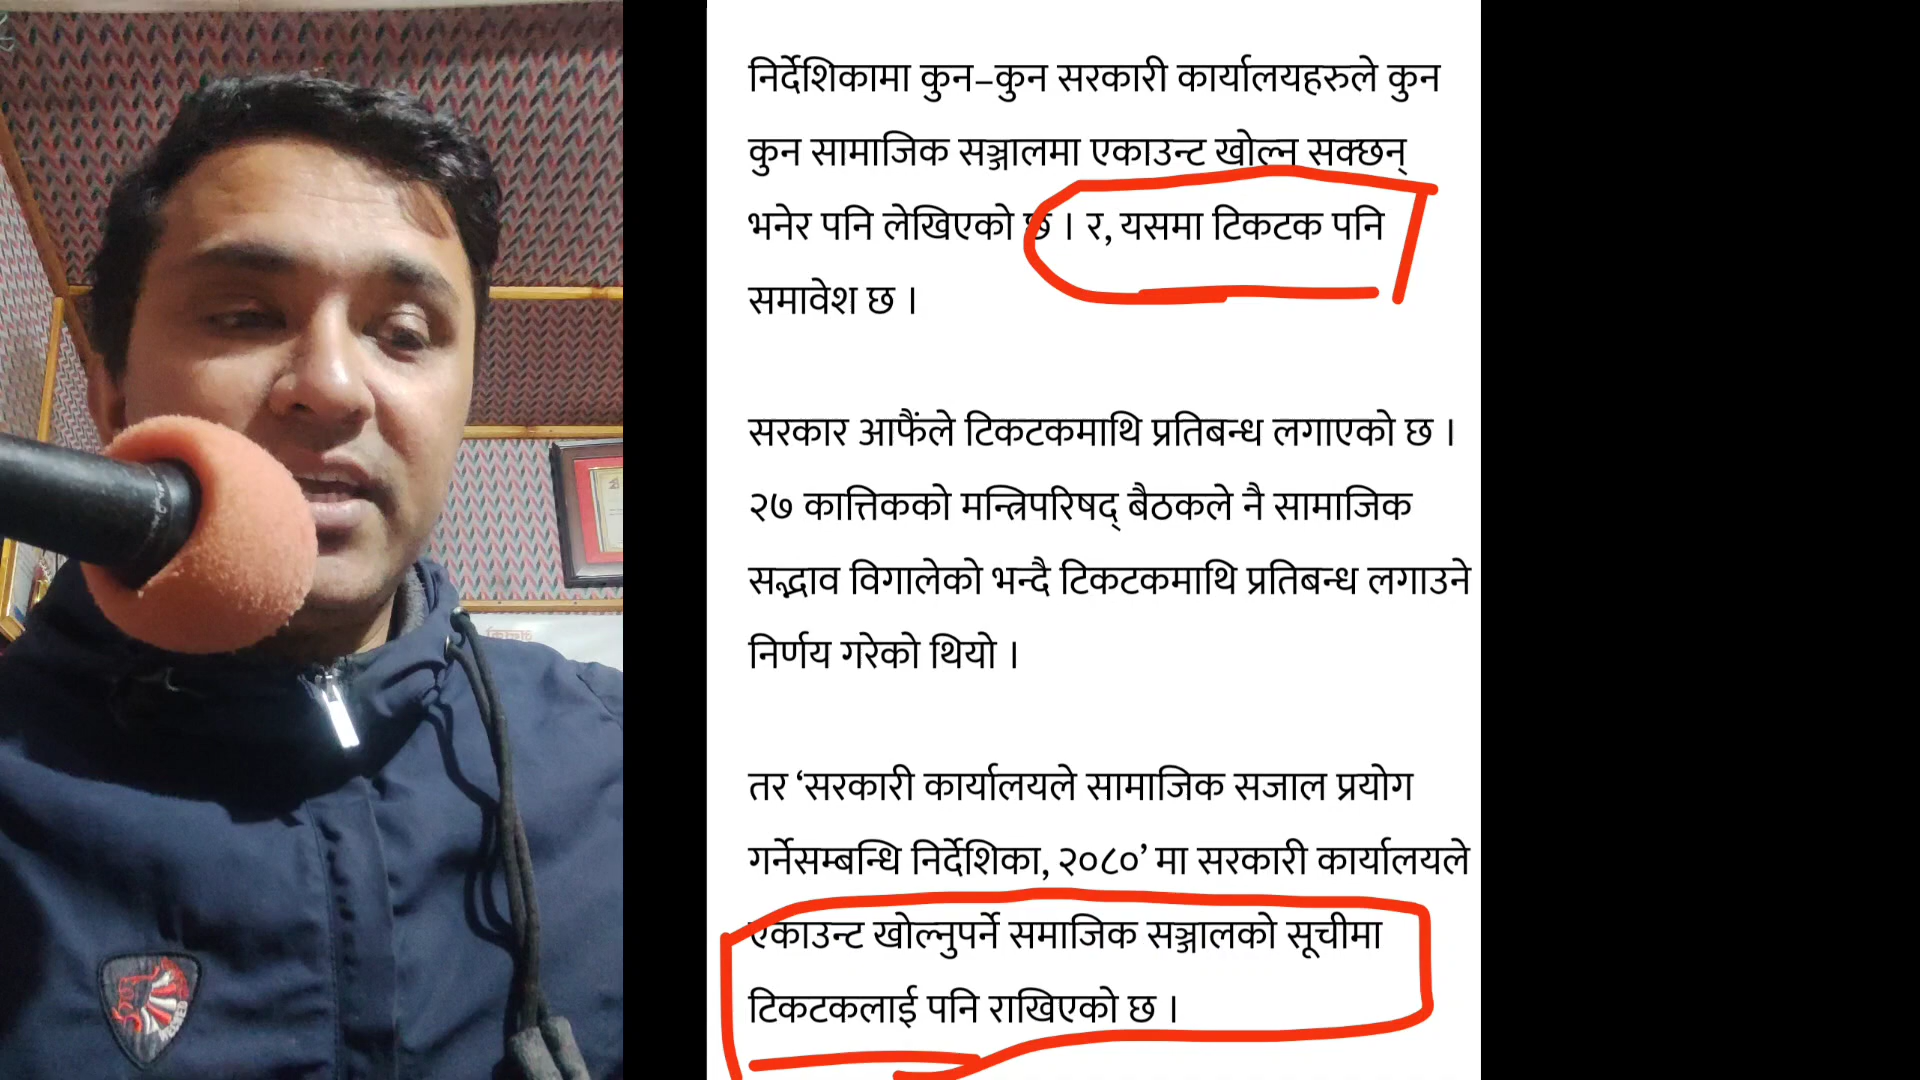 निर्देशिकामा कुन–कुन सरकारी कार्यालयहरुले कुन
कुन सामाजिक सञ्जालमा एकाउन्ट खोल्न सक्छन्
भनेर पनि लेखिएको छ । र, यसमा टिकटक पनि
समावेश छ ।
सरकार आफैंले टिकटकमाथि प्रतिबन्ध लगाएको छ ।
२७ कात्तिकको मन्त्रिपरिषद् बैठकले नै सामाजिक
सद्भाव विगालेको भन्दै टिकटकमाथि प्रतिबन्ध लगाउने
निर्णय गरेको थियो ।
तर ‘सरकारी कार्यालयले सामाजिक सजाल प्रयोग
गर्नेसम्बन्धि निर्देशिका, २०८०’ मा सरकारी कार्यालयले
एकाउन्ट खोल्नुपर्ने समाजिक सञ्जालको सूचीमा
टिकटकलाई पनि राखिएको छ ।